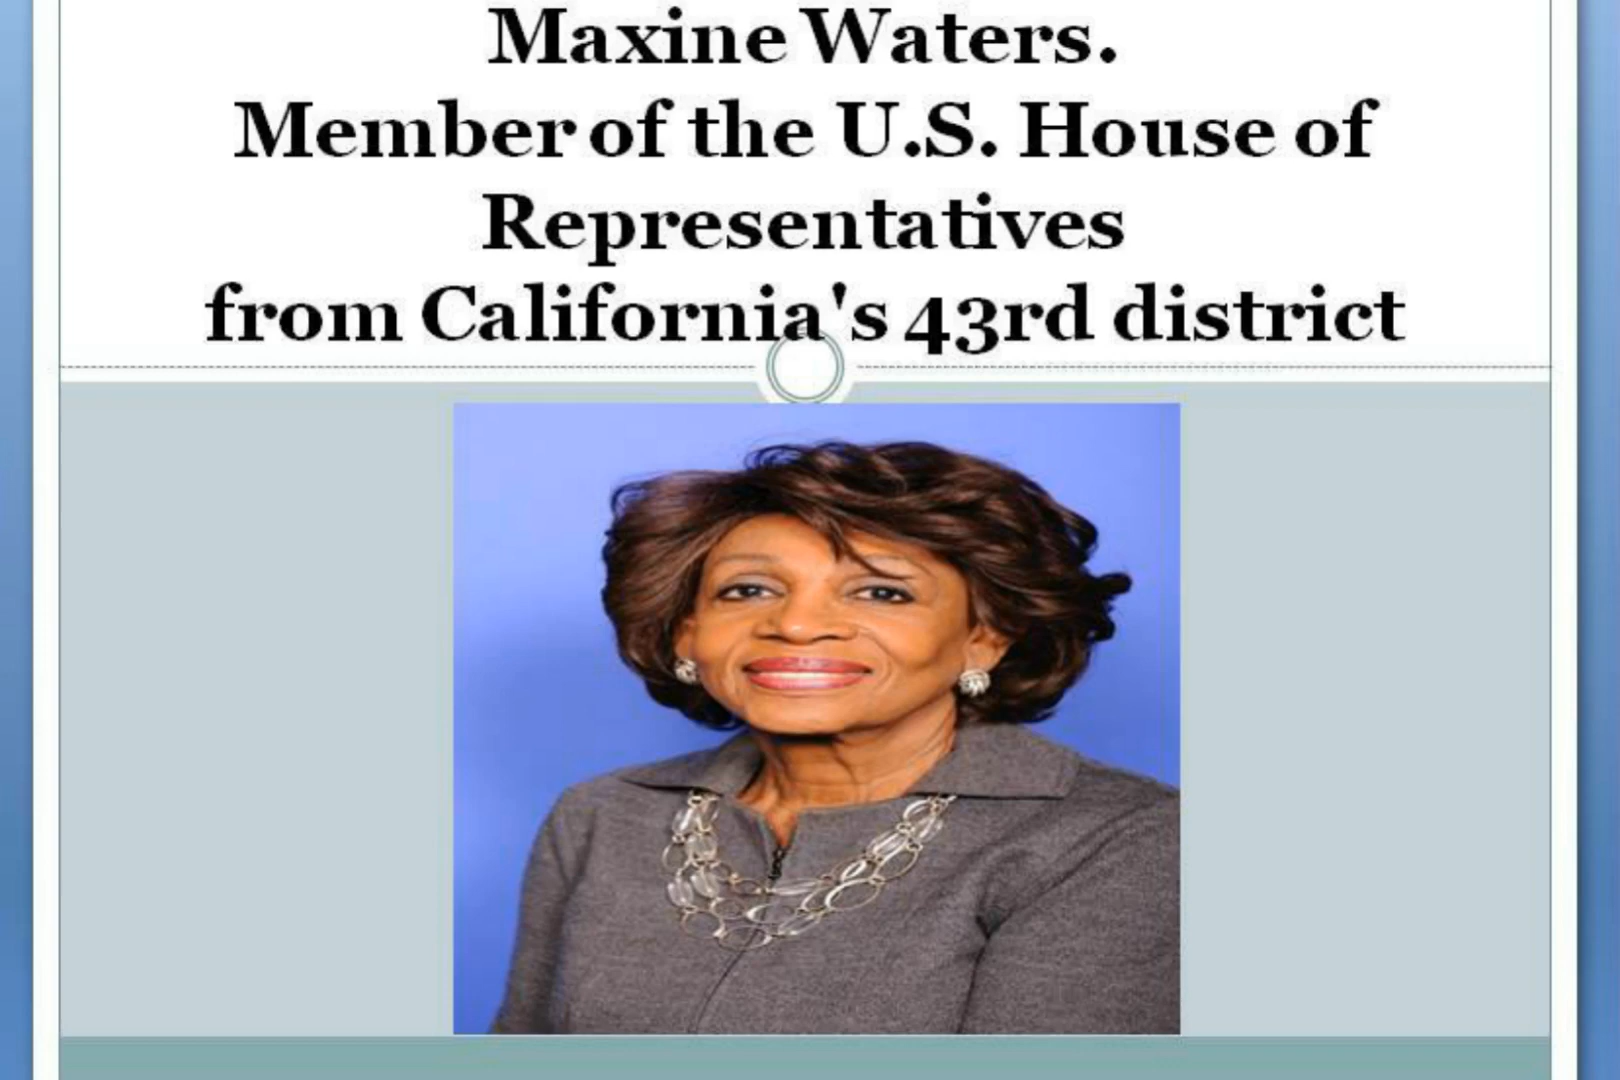 Maxine Waters.
Member of the U.S. House of
Representatives
from California's 43rd district